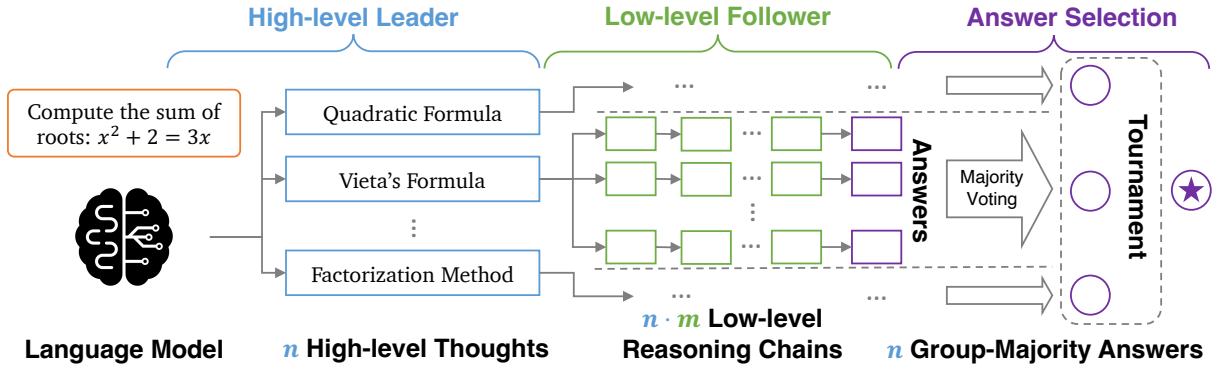 High-level Leader
Low-level Follower
Answer Selection
Compute the sum of
roots: x² + 2 = 3x
Quadratic Formula
Vieta's Formula
⋮
Factorization Method
...
...
...
...
⋮
...
...
...
Answers
Majority
Voting
Tournament
Language Model
n High-level Thoughts
n · m Low-level
Reasoning Chains
n Group-Majority Answers